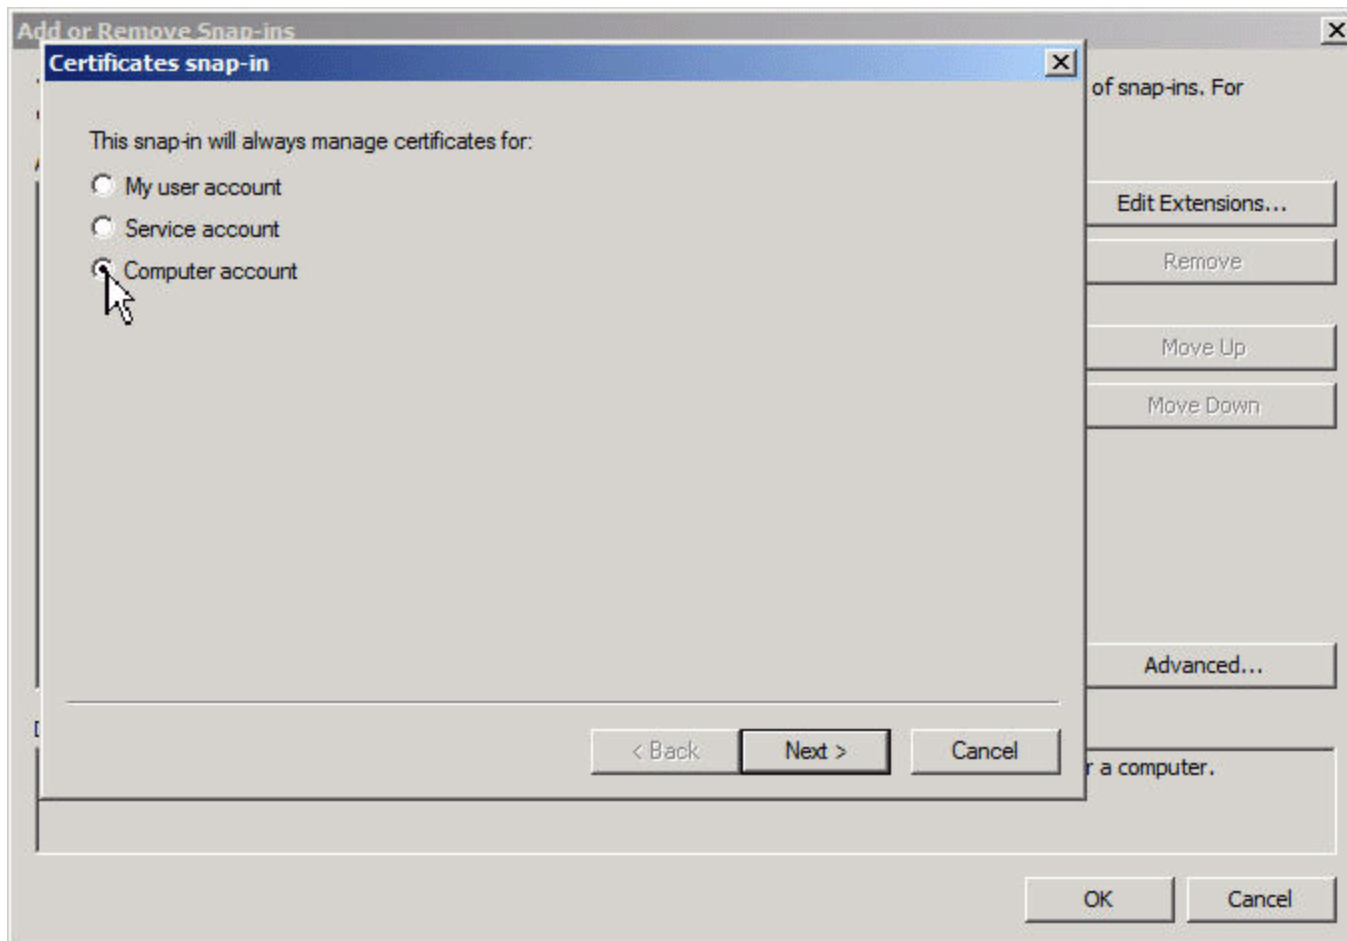 Add or Remove Snap-ins
Certificates snap-in
of snap-ins. For
This snap-in will always manage certificates for:
My user account
Service account
Computer account
Edit Extensions...
Remove
Move Up
Move Down
Advanced...
< Back
Next >
Cancel
r a computer.
OK
Cancel